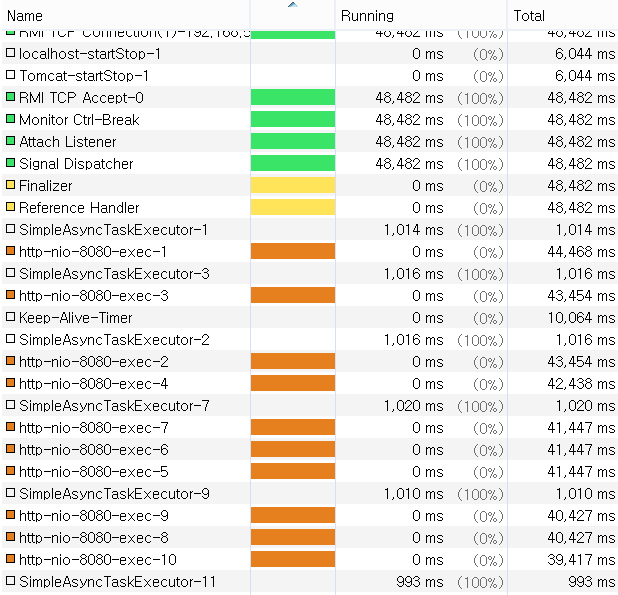 Name Running Total
RMI TCP Connection(1)-192,168,5 48,482 ms (100%) 48,482 ms
localhost-startStop-1 0 ms (0%) 6,044 ms
Tomcat-startStop-1 0 ms (0%) 6,044 ms
RMI TCP Accept-0 48,482 ms (100%) 48,482 ms
Monitor Ctrl-Break 48,482 ms (100%) 48,482 ms
Attach Listener 48,482 ms (100%) 48,482 ms
Signal Dispatcher 48,482 ms (100%) 48,482 ms
Finalizer 0 ms (0%) 48,482 ms
Reference Handler 0 ms (0%) 48,482 ms
SimpleAsyncTaskExecutor-1 1,014 ms (100%) 1,014 ms
http-nio-8080-exec-1 0 ms (0%) 44,468 ms
SimpleAsyncTaskExecutor-3 1,016 ms (100%) 1,016 ms
http-nio-8080-exec-3 0 ms (0%) 43,454 ms
Keep-Alive-Timer 0 ms (0%) 10,064 ms
SimpleAsyncTaskExecutor-2 1,016 ms (100%) 1,016 ms
http-nio-8080-exec-2 0 ms (0%) 43,454 ms
http-nio-8080-exec-4 0 ms (0%) 42,438 ms
SimpleAsyncTaskExecutor-7 1,020 ms (100%) 1,020 ms
http-nio-8080-exec-7 0 ms (0%) 41,447 ms
http-nio-8080-exec-6 0 ms (0%) 41,447 ms
http-nio-8080-exec-5 0 ms (0%) 41,447 ms
SimpleAsyncTaskExecutor-9 1,010 ms (100%) 1,010 ms
http-nio-8080-exec-9 0 ms (0%) 40,427 ms
http-nio-8080-exec-8 0 ms (0%) 40,427 ms
http-nio-8080-exec-10 0 ms (0%) 39,417 ms
SimpleAsyncTaskExecutor-11 993 ms (100%) 993 ms